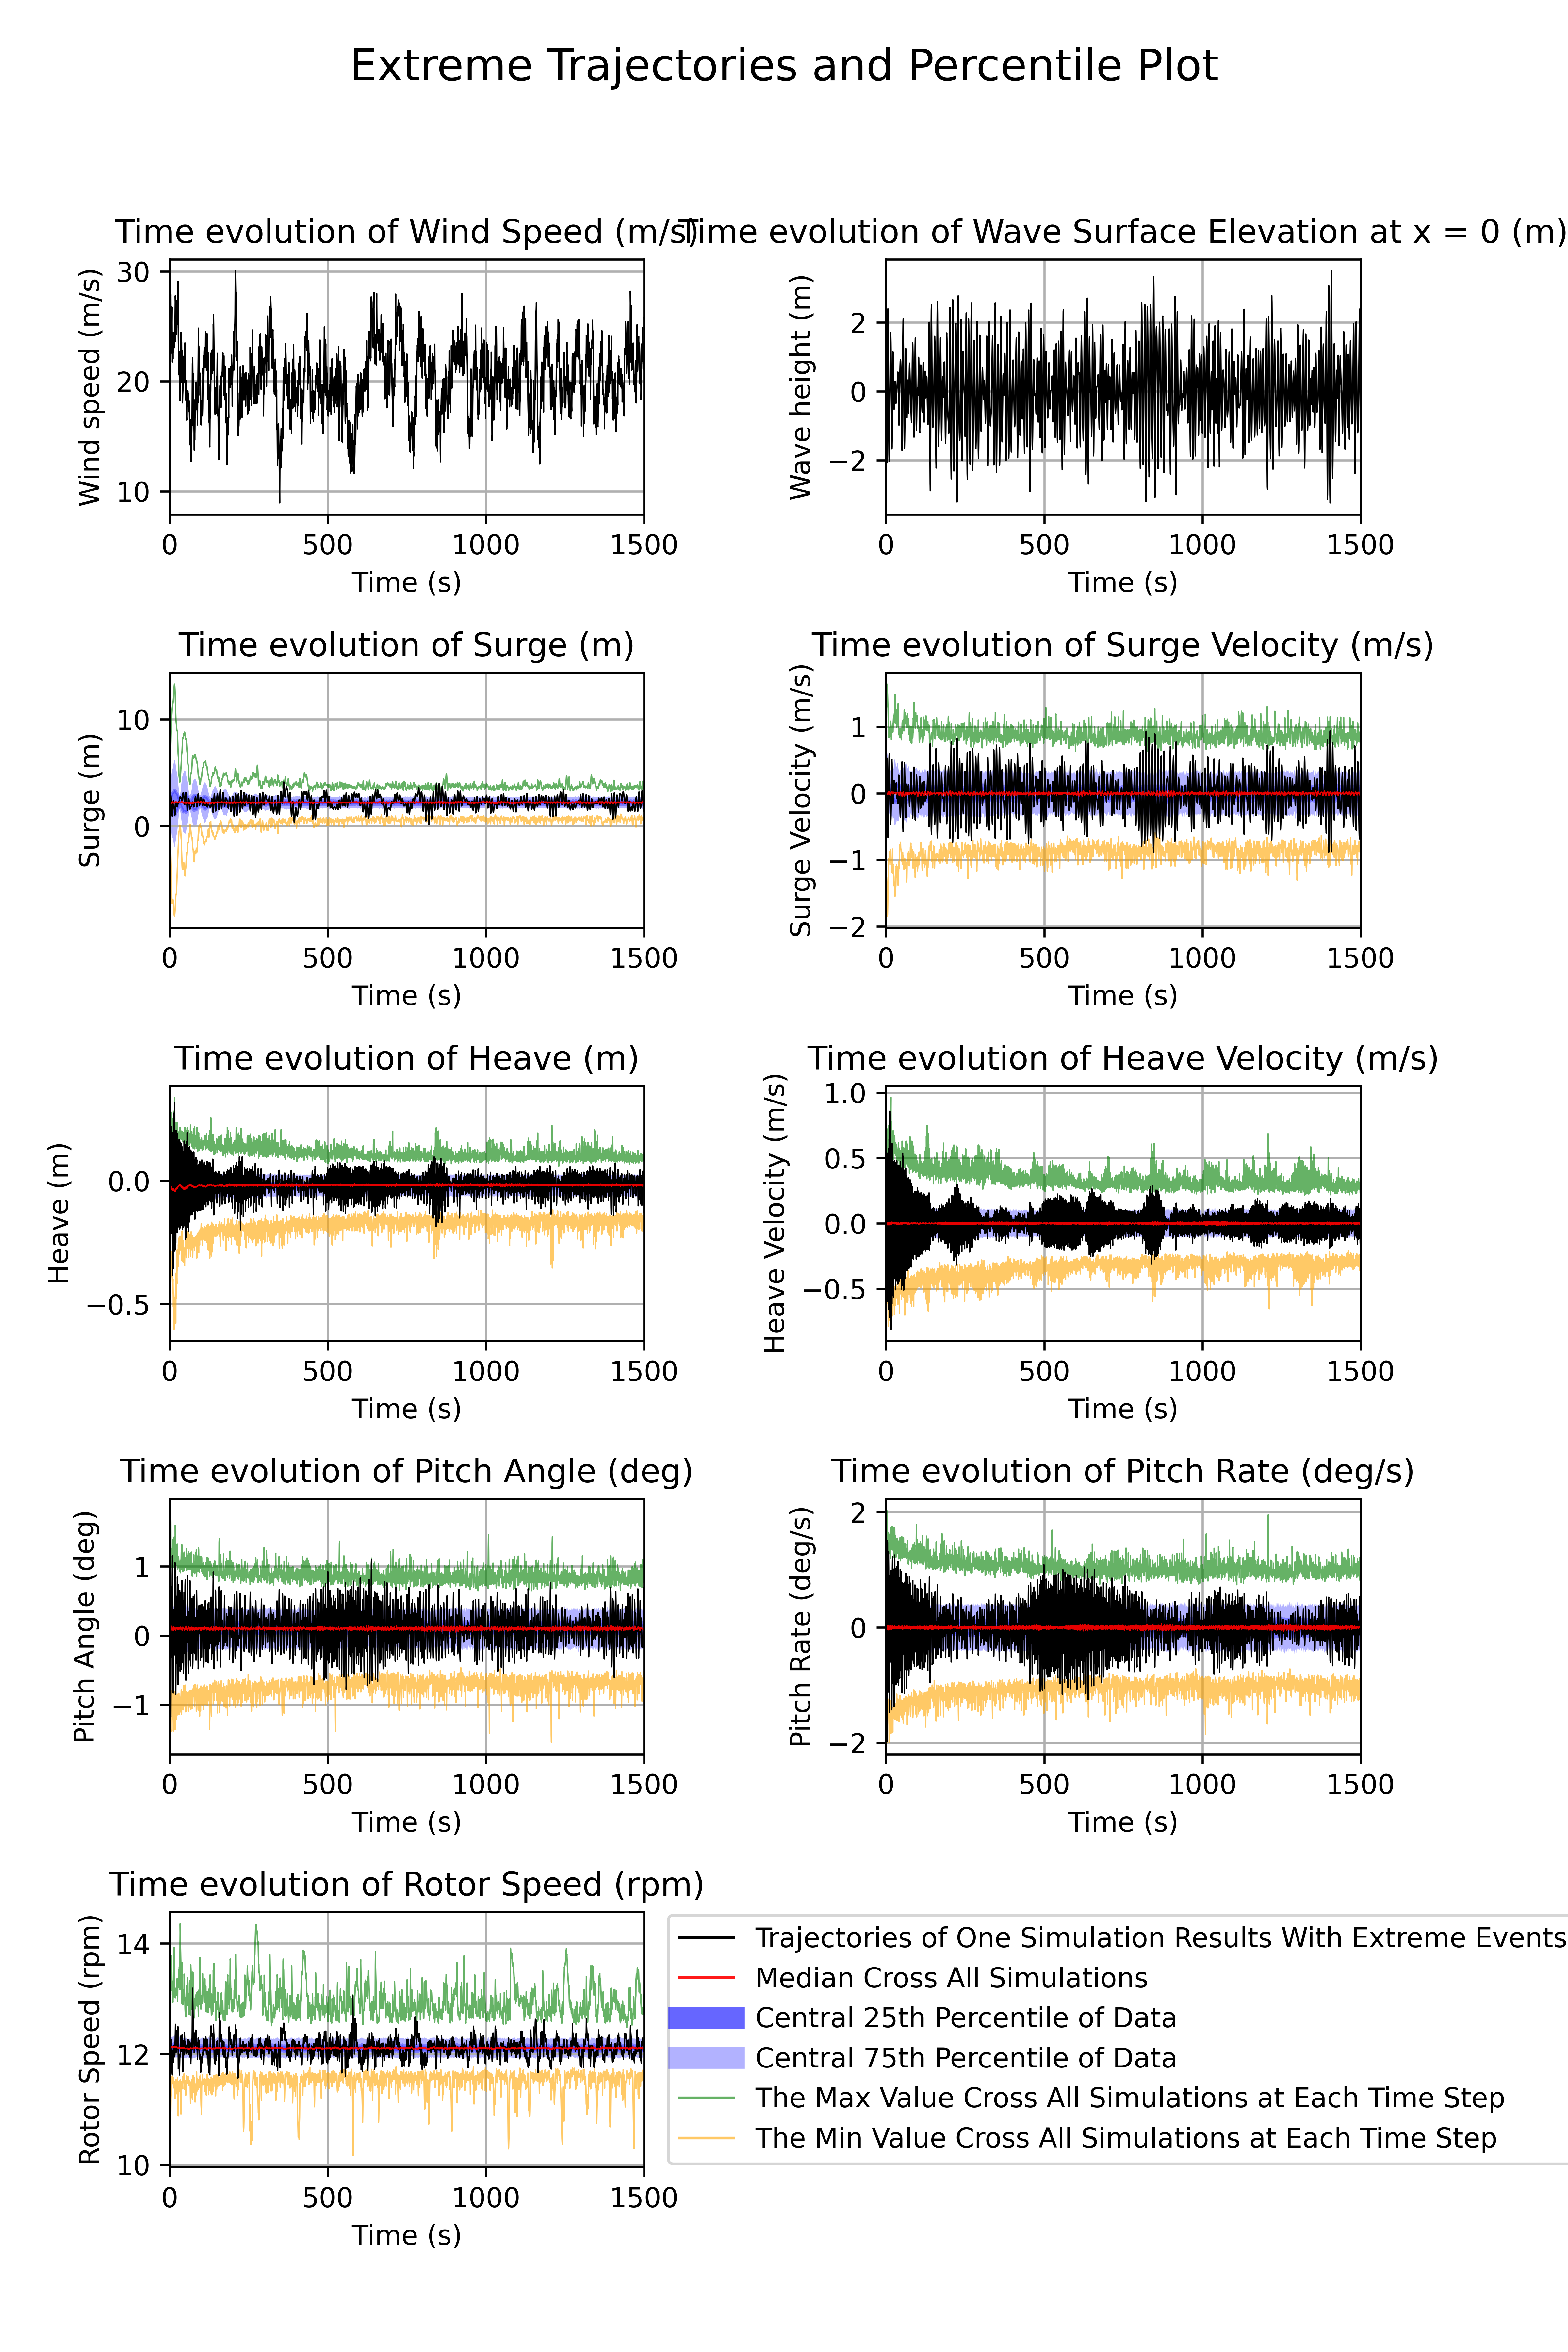 Extreme Trajectories and Percentile Plot
Time evolution of Wind Speed (m/s)
Wind speed (m/s)
30
20
10
0 500 1000 1500
Time (s)
Time evolution of Wave Surface Elevation at x = 0 (m)
Wave height (m)
2
0
−2
0 500 1000 1500
Time (s)
Time evolution of Surge (m)
Surge (m)
10
0
0 500 1000 1500
Time (s)
Time evolution of Surge Velocity (m/s)
Surge Velocity (m/s)
1
0
−1
−2
0 500 1000 1500
Time (s)
Time evolution of Heave (m)
Heave (m)
0.0
−0.5
0 500 1000 1500
Time (s)
Time evolution of Heave Velocity (m/s)
Heave Velocity (m/s)
1.0
0.5
0.0
−0.5
0 500 1000 1500
Time (s)
Time evolution of Pitch Angle (deg)
Pitch Angle (deg)
1
0
−1
0 500 1000 1500
Time (s)
Time evolution of Pitch Rate (deg/s)
Pitch Rate (deg/s)
2
0
−2
0 500 1000 1500
Time (s)
Time evolution of Rotor Speed (rpm)
Rotor Speed (rpm)
14
12
10
0 500 1000 1500
Time (s)
Trajectories of One Simulation Results With Extreme Events
Median Cross All Simulations
Central 25th Percentile of Data
Central 75th Percentile of Data
The Max Value Cross All Simulations at Each Time Step
The Min Value Cross All Simulations at Each Time Step